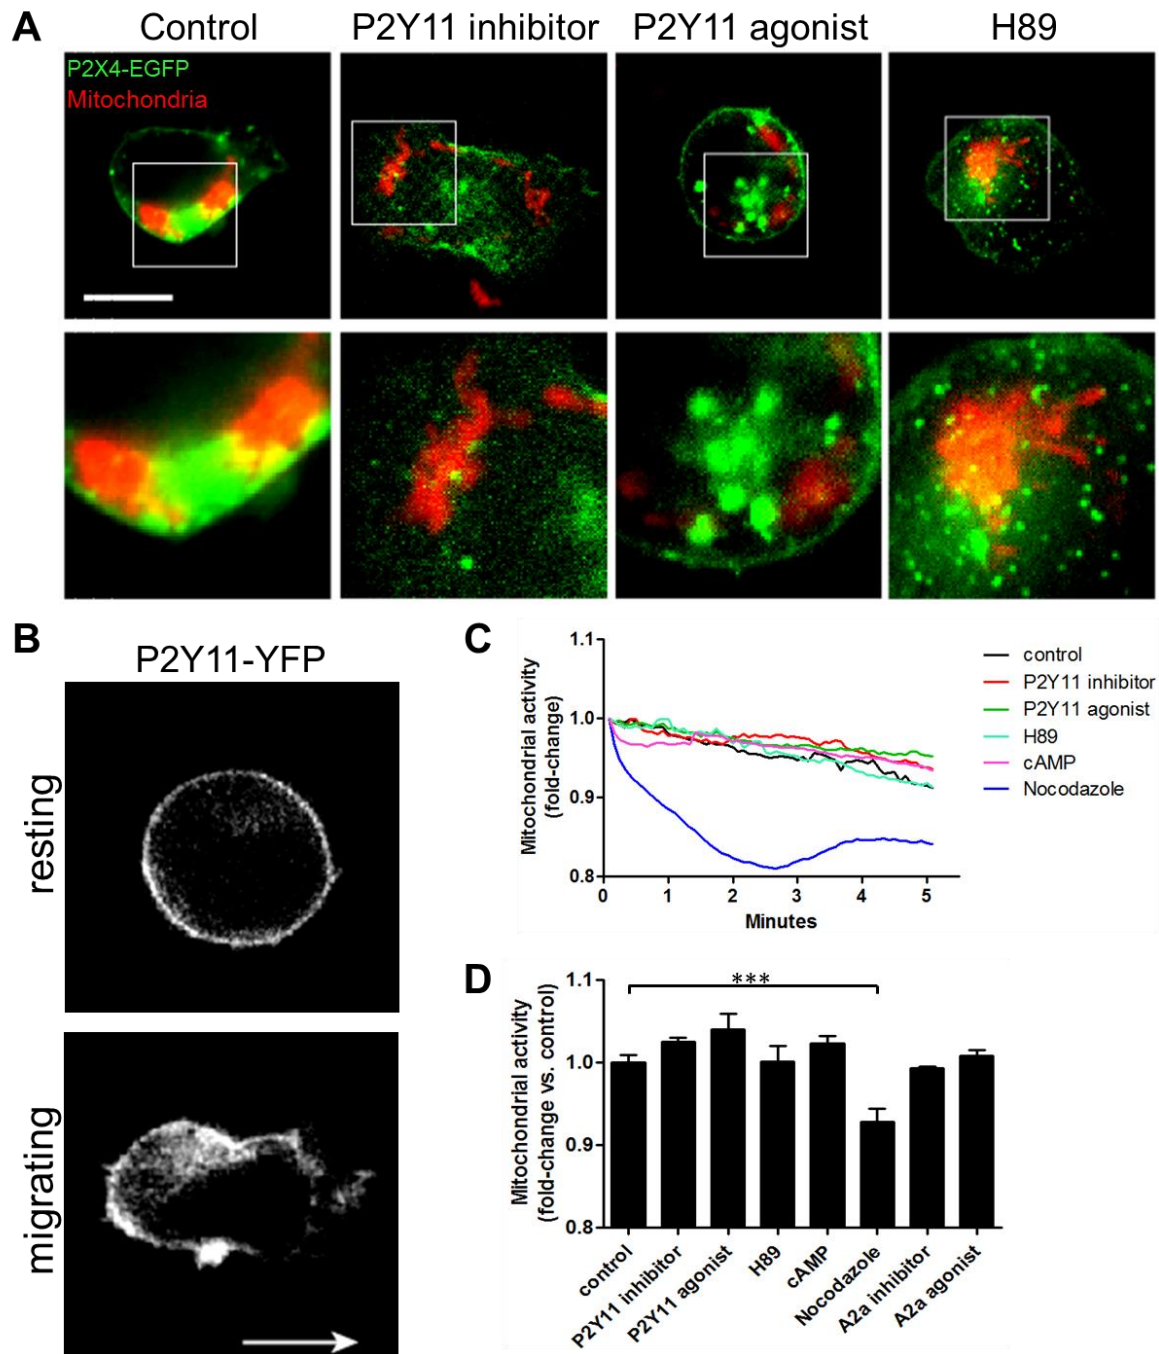 A
Control
P2Y11 inhibitor
P2Y11 agonist
H89
P2X4-EGFP
Mitochondria
B
P2Y11-YFP
resting
migrating
C
Mitochondrial activity
(fold-change)
1.1
1.0
0.9
0.8
0 1 2 3 4 5
Minutes
control
P2Y11 inhibitor
P2Y11 agonist
H89
cAMP
Nocodazole
D
Mitochondrial activity
(fold-change vs. control)
1.1
1.0
0.9
0.8
***
control
P2Y11 inhibitor
P2Y11 agonist
H89
cAMP
Nocodazole
A2a inhibitor
A2a agonist